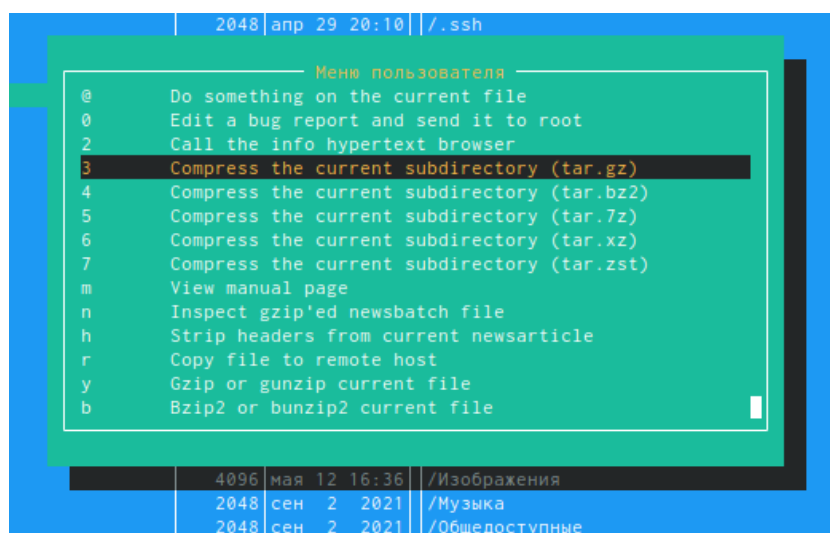 2048 апр 29 20:10 /.ssh
Меню пользователя
@ Do something on the current file
0 Edit a bug report and send it to root
2 Call the info hypertext browser
3 Compress the current subdirectory (tar.gz)
4 Compress the current subdirectory (tar.bz2)
5 Compress the current subdirectory (tar.7z)
6 Compress the current subdirectory (tar.xz)
7 Compress the current subdirectory (tar.zst)
m View manual page
n Inspect gzip'ed newsbatch file
h Strip headers from current newsarticle
r Copy file to remote host
y Gzip or gunzip current file
b Bzip2 or bunzip2 current file
4096 мая 12 16:36 /Изображения
2048 сен 2 2021 /Музыка
2048 сен 2 2021 /Общедоступные